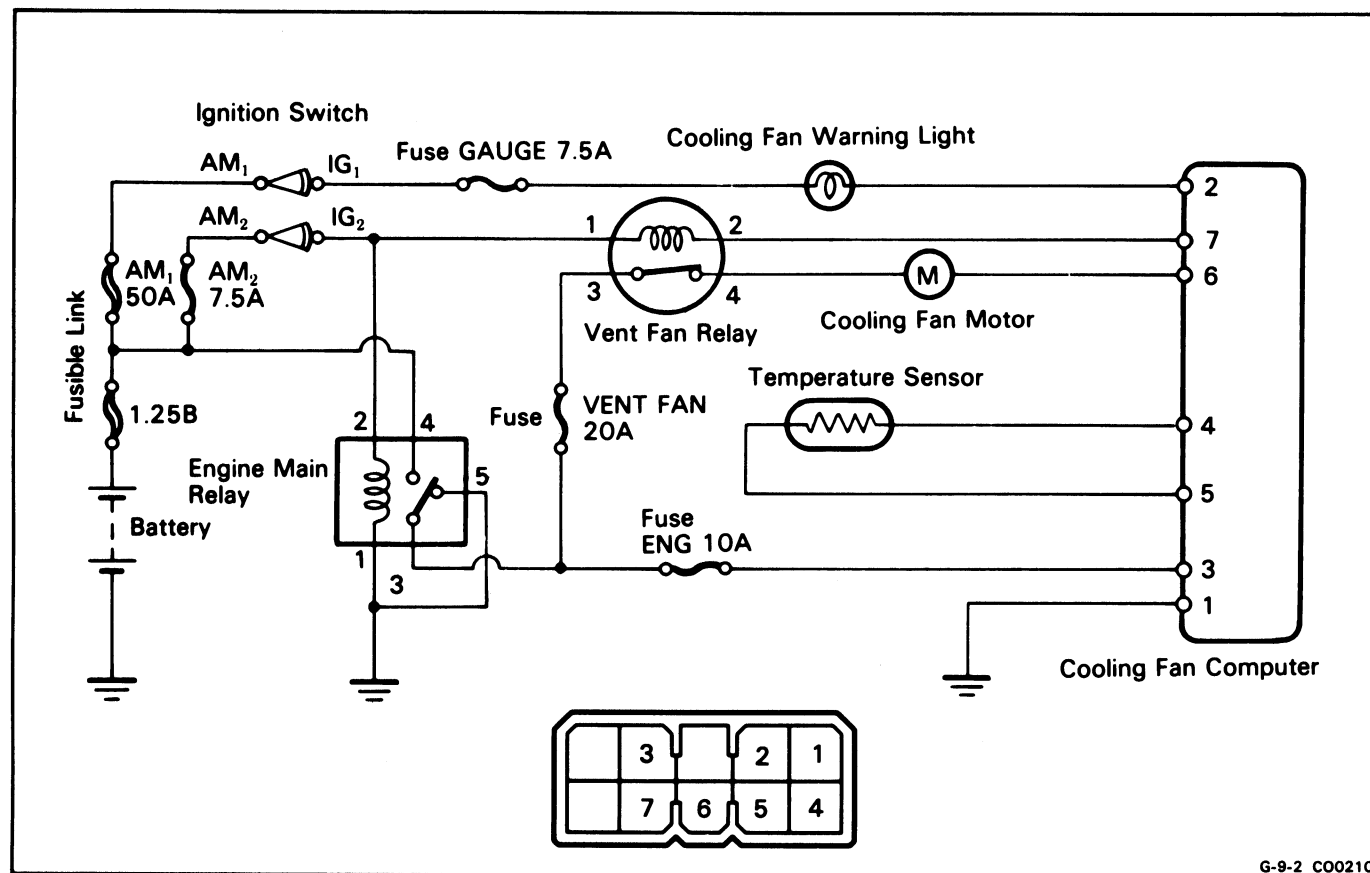 Ignition Switch
AM1
IG1
Fuse GAUGE 7.5A
Cooling Fan Warning Light
2
AM2
IG2
1
2
7
AM1
50A
AM2
7.5A
3
4
M
6
Fusible Link
Vent Fan Relay
Cooling Fan Motor
1.25B
Fuse
VENT FAN
20A
Temperature Sensor
2
4
4
Engine Main
Relay
5
5
Battery
Fuse
ENG 10A
1
3
3
1
Cooling Fan Computer
3
2
1
7
6
5
4
G-9-2 CO0210